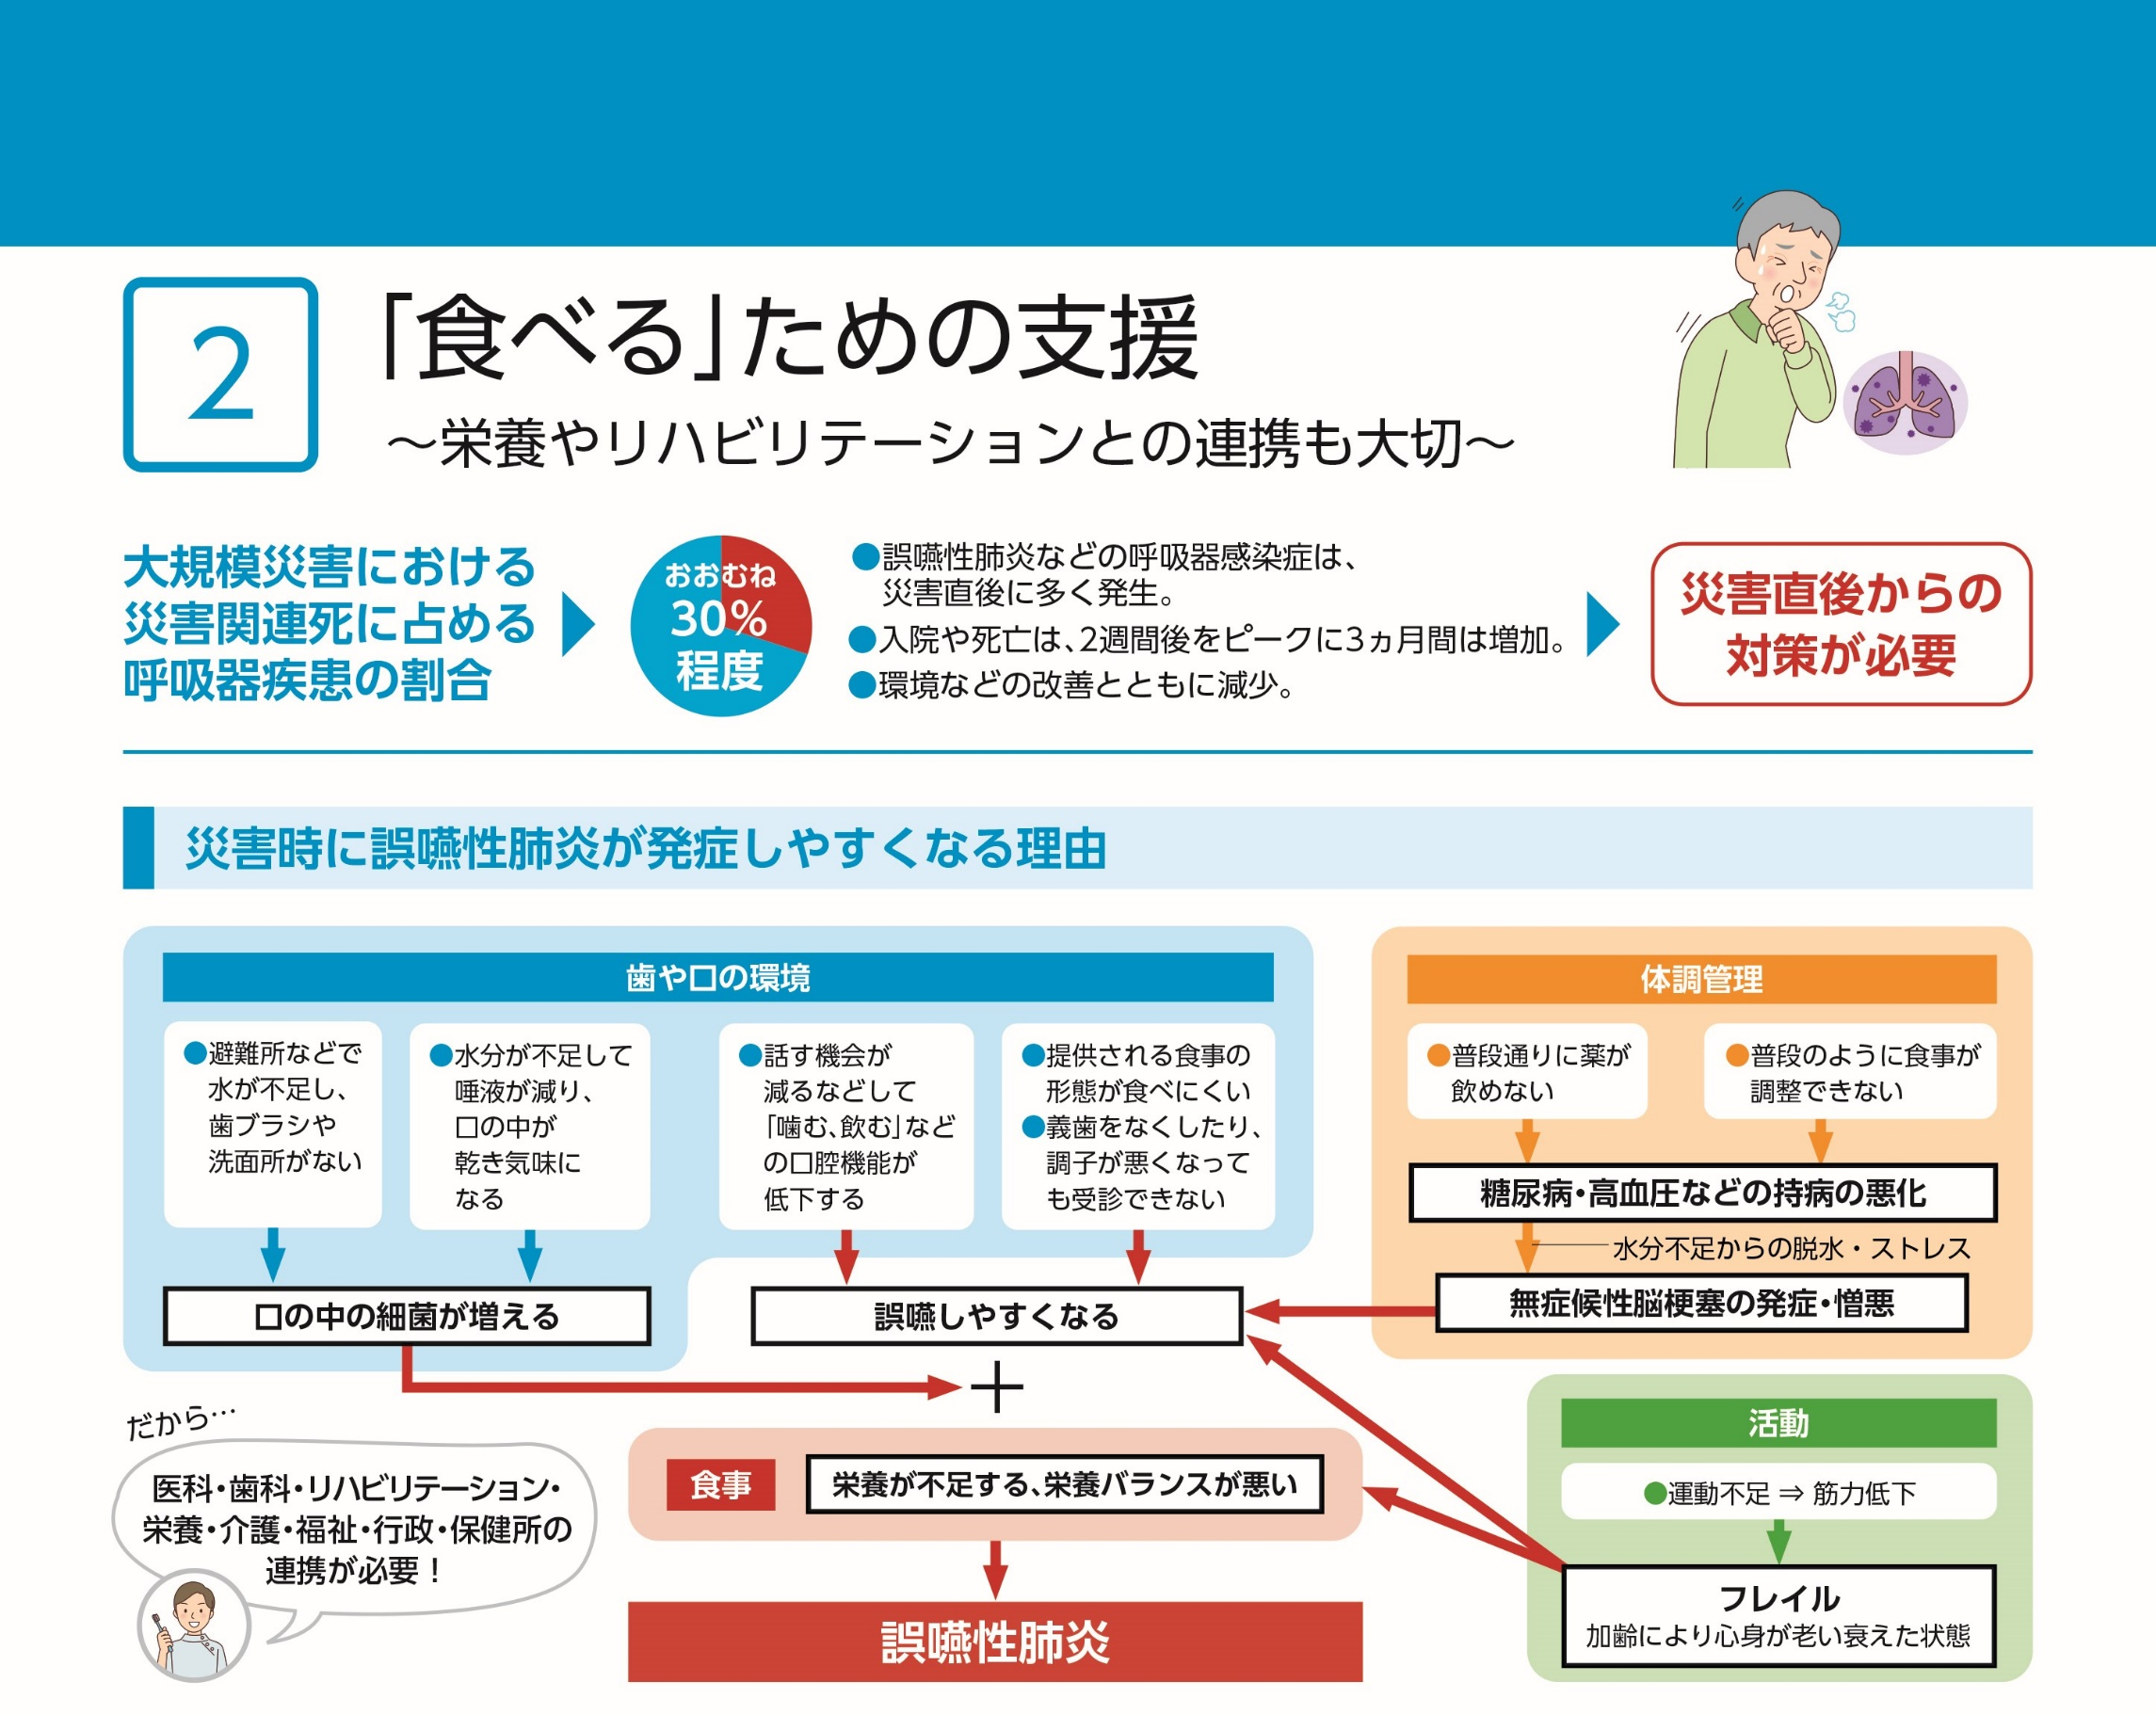 2
「食べる」ための支援
～栄養やリハビリテーションとの連携も大切～
大規模災害における
災害関連死に占める
呼吸器疾患の割合
おおむね
30%
程度
●誤嚥性肺炎などの呼吸器感染症は、
災害直後に多く発生。
●入院や死亡は、2週間後をピークに3ヵ月間は増加。
●環境などの改善とともに減少。
災害直後からの
対策が必要
災害時に誤嚥性肺炎が発症しやすくなる理由
歯や口の環境
●避難所などで
水が不足し、
歯ブラシや
洗面所がない
●水分が不足して
唾液が減り、
口の中が
乾き気味に
なる
●話す機会が
減るなどして
「噛む、飲む」など
の口腔機能が
低下する
●提供される食事の
形態が食べにくい
●義歯をなくしたり、
調子が悪くなって
も受診できない
口の中の細菌が増える
誤嚥しやすくなる
体調管理
●普段通りに薬が
飲めない
●普段のように食事が
調整できない
糖尿病・高血圧などの持病の悪化
水分不足からの脱水・ストレス
無症候性脳梗塞の発症・憎悪
＋
活動
●運動不足 ⇒ 筋力低下
フレイル
加齢により心身が老い衰えた状態
食事
栄養が不足する、栄養バランスが悪い
誤嚥性肺炎
だから…
医科・歯科・リハビリテーション・
栄養・介護・福祉・行政・保健所の
連携が必要！